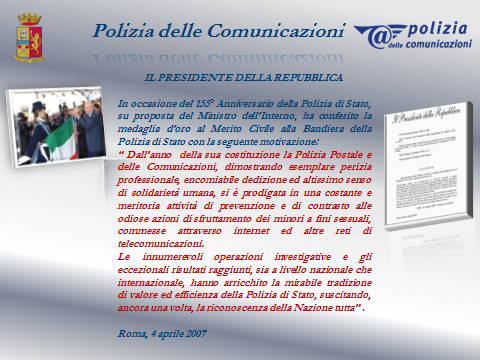 Polizia delle Comunicazioni
polizia
delle comunicazioni
IL PRESIDENTE DELLA REPUBBLICA
Il Presidente della Repubblica
In occasione del 155° Anniversario della Polizia di Stato,
su proposta del Ministro dell'Interno, ha conferito la
medaglia d'oro al Merito Civile alla Bandiera della
Polizia di Stato con la seguente motivazione:
“ Dall'anno della sua costituzione la Polizia Postale e
delle Comunicazioni, dimostrando esemplare perizia
professionale, encomiabile dedizione ed altissimo senso
di solidarietà umana, si è prodigata in una costante e
meritoria attività di prevenzione e di contrasto alle
odiose azioni di sfruttamento dei minori a fini sessuali,
commesse attraverso internet ed altre reti di
telecomunicazioni.
Le innumerevoli operazioni investigative e gli
eccezionali risultati raggiunti, sia a livello nazionale che
internazionale, hanno arricchito la mirabile tradizione
di valore ed efficienza della Polizia di Stato, suscitando,
ancora una volta, la riconoscenza della Nazione tutta” .
Roma, 4 aprile 2007